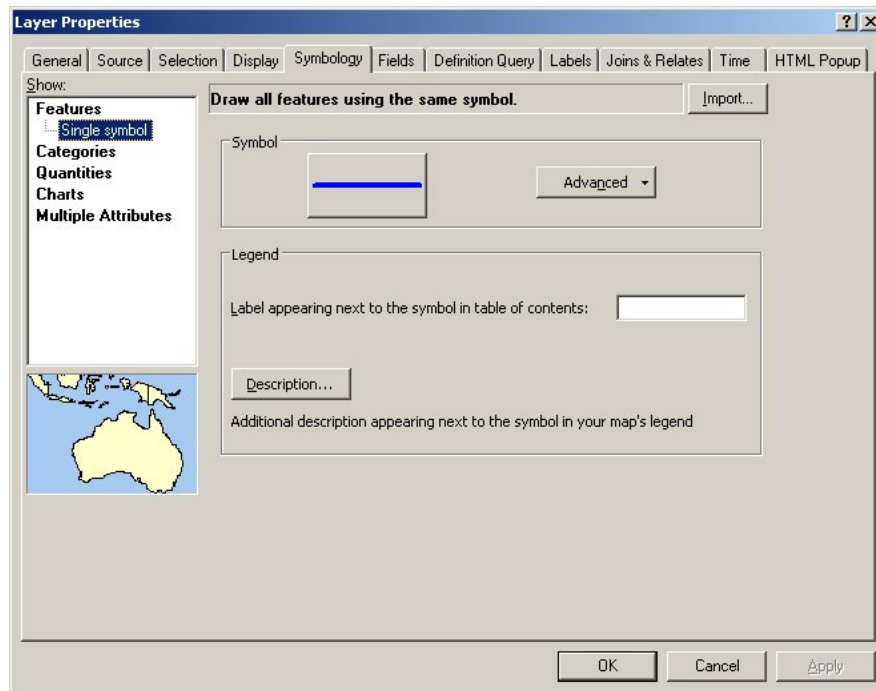 Layer Properties
General Source Selection Display Symbology Fields Definition Query Labels Joins & Relates Time HTML Popup
Show:
Features
Single symbol
Categories
Quantities
Charts
Multiple Attributes
Draw all features using the same symbol.
Import...
Symbol
Advanced
Legend
Label appearing next to the symbol in table of contents:
Description...
Additional description appearing next to the symbol in your map's legend
OK Cancel Apply